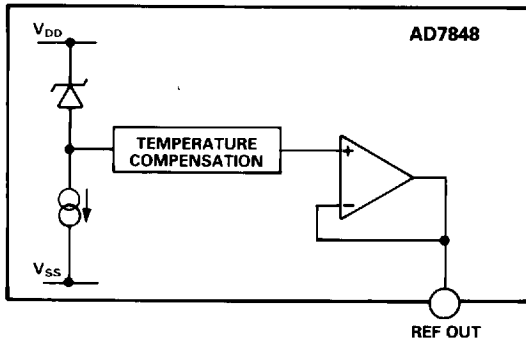 V_DD
AD7848
TEMPERATURE
COMPENSATION
+
−
V_SS
REF OUT